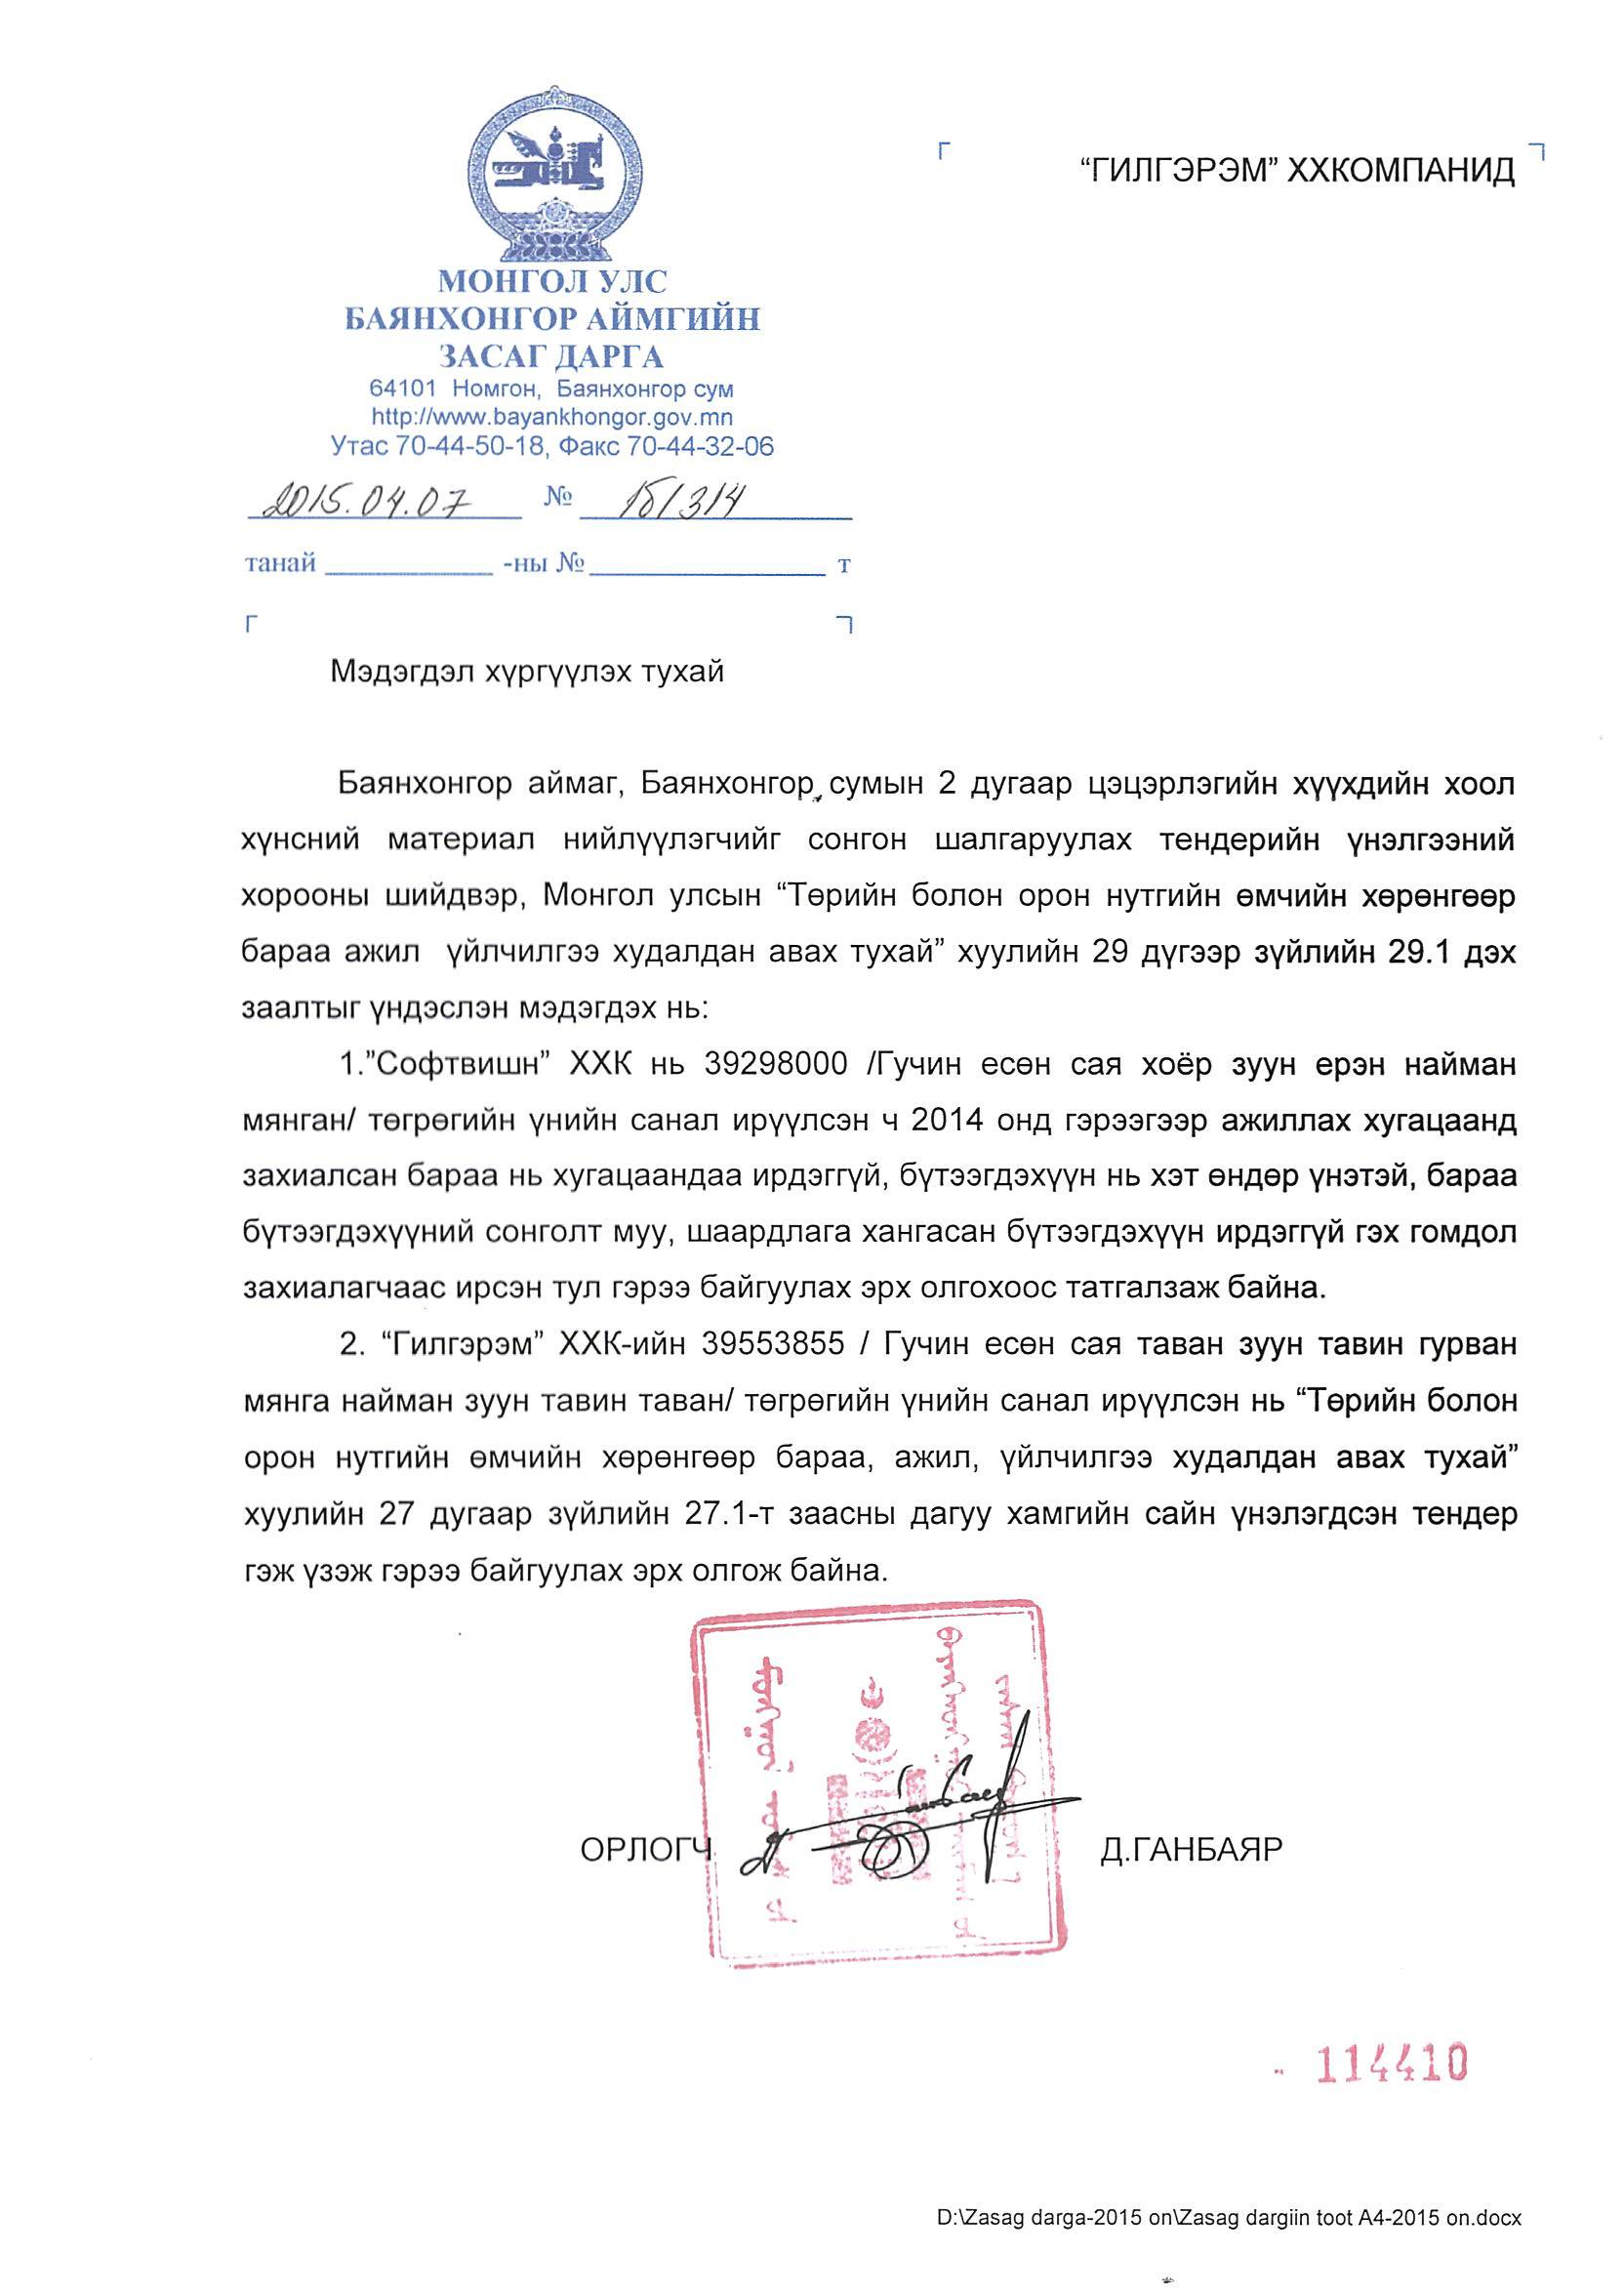 “ГИЛГЭРЭМ” ХХКОМПАНИД
МОНГОЛ УЛС
БАЯНХОНГОР АЙМГИЙН
ЗАСАГ ДАРГА
64101 Номгон, Баянхонгор сум
http://www.bayankhongor.gov.mn
Утас 70-44-50-18, Факс 70-44-32-06
2015.04.07 № 1б/314
танай -ны № т
Мэдэгдэл хүргүүлэх тухай
Баянхонгор аймаг, Баянхонгор сумын 2 дугаар цэцэрлэгийн хүүхдийн хоол
хүнсний материал нийлүүлэгчийг сонгон шалгаруулах тендерийн үнэлгээний
хорооны шийдвэр, Монгол улсын “Төрийн болон орон нутгийн өмчийн хөрөнгөөр
бараа ажил үйлчилгээ худалдан авах тухай” хуулийн 29 дүгээр зүйлийн 29.1 дэх
заалтыг үндэслэн мэдэгдэх нь:
1.”Софтвишн” ХХК нь 39298000 /Гучин есөн сая хоёр зуун ерэн найман
мянган/ төгрөгийн үнийн санал ирүүлсэн ч 2014 онд гэрээгээр ажиллах хугацаанд
захиалсан бараа нь хугацаандаа ирдэггүй, бүтээгдэхүүн нь хэт өндөр үнэтэй, бараа
бүтээгдэхүүний сонголт муу, шаардлага хангасан бүтээгдэхүүн ирдэггүй гэх гомдол
захиалагчаас ирсэн тул гэрээ байгуулах эрх олгохоос татгалзаж байна.
2. “Гилгэрэм” ХХК-ийн 39553855 / Гучин есөн сая таван зуун тавин гурван
мянга найман зуун тавин таван/ төгрөгийн үнийн санал ирүүлсэн нь “Төрийн болон
орон нутгийн өмчийн хөрөнгөөр бараа, ажил, үйлчилгээ худалдан авах тухай”
хуулийн 27 дугаар зүйлийн 27.1-т заасны дагуу хамгийн сайн үнэлэгдсэн тендер
гэж үзэж гэрээ байгуулах эрх олгож байна.
ОРЛОГЧ Д.ГАНБАЯР
114410
D:\Zasag darga-2015 on\Zasag dargiin toot A4-2015 on.docx